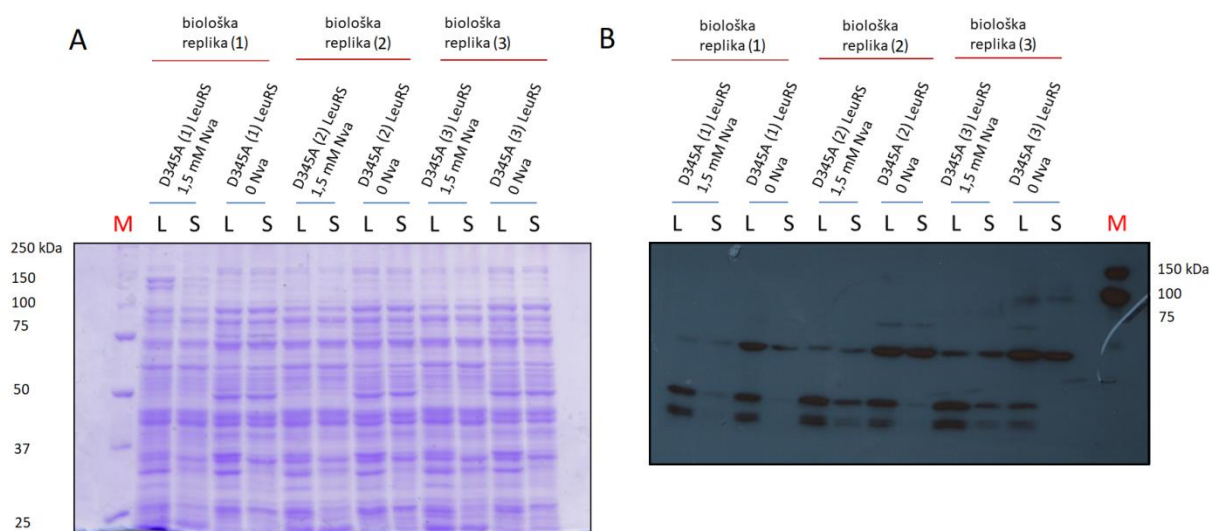 A
biološka
replika (1)
biološka
replika (2)
biološka
replika (3)
D345A (1) LeuRS
1,5 mM Nva
D345A (1) LeuRS
0 Nva
D345A (2) LeuRS
1,5 mM Nva
D345A (2) LeuRS
0 Nva
D345A (3) LeuRS
1,5 mM Nva
D345A (3) LeuRS
0 Nva
M L S L S L S L S L S L S
250 kDa
150
100
75
50
37
25
B
biološka
replika (1)
biološka
replika (2)
biološka
replika (3)
D345A (1) LeuRS
1,5 mM Nva
D345A (1) LeuRS
0 Nva
D345A (2) LeuRS
1,5 mM Nva
D345A (2) LeuRS
0 Nva
D345A (3) LeuRS
1,5 mM Nva
D345A (3) LeuRS
0 Nva
L S L S L S L S L S L S M
150 kDa
100
75